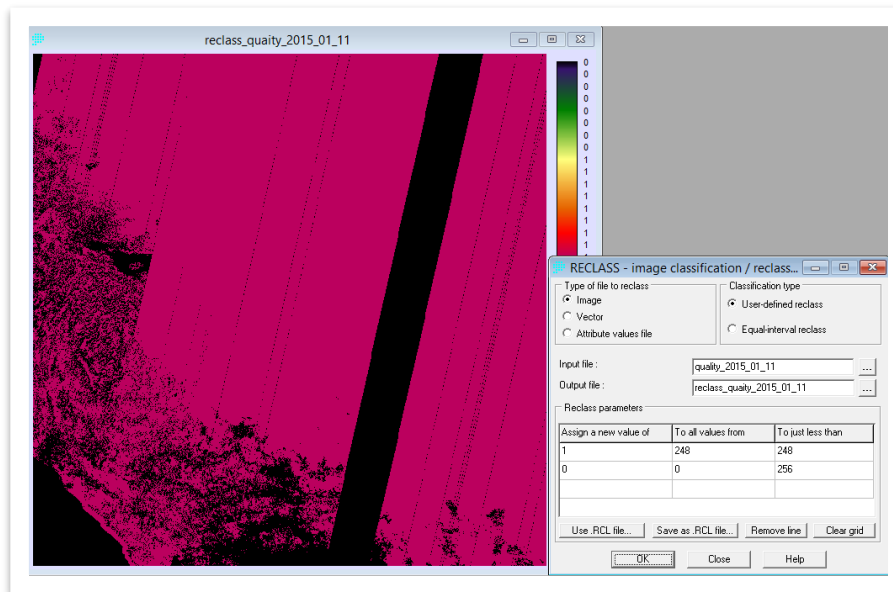 reclass_quaity_2015_01_11
0
0
0
0
0
0
0
0
1
1
1
1
1
1
1
1
RECLASS - image classification / reclass...
Type of file to reclass
Image
Vector
Attribute values file
Classification type
User-defined reclass
Equal-interval reclass
Input file :
quality_2015_01_11
...
Output file :
reclass_quaity_2015_01_11
...
Reclass parameters
Assign a new value of To all values from To just less than
1 248 248
0 0 256
Use .RCL file... Save as .RCL file... Remove line Clear grid
OK Close Help